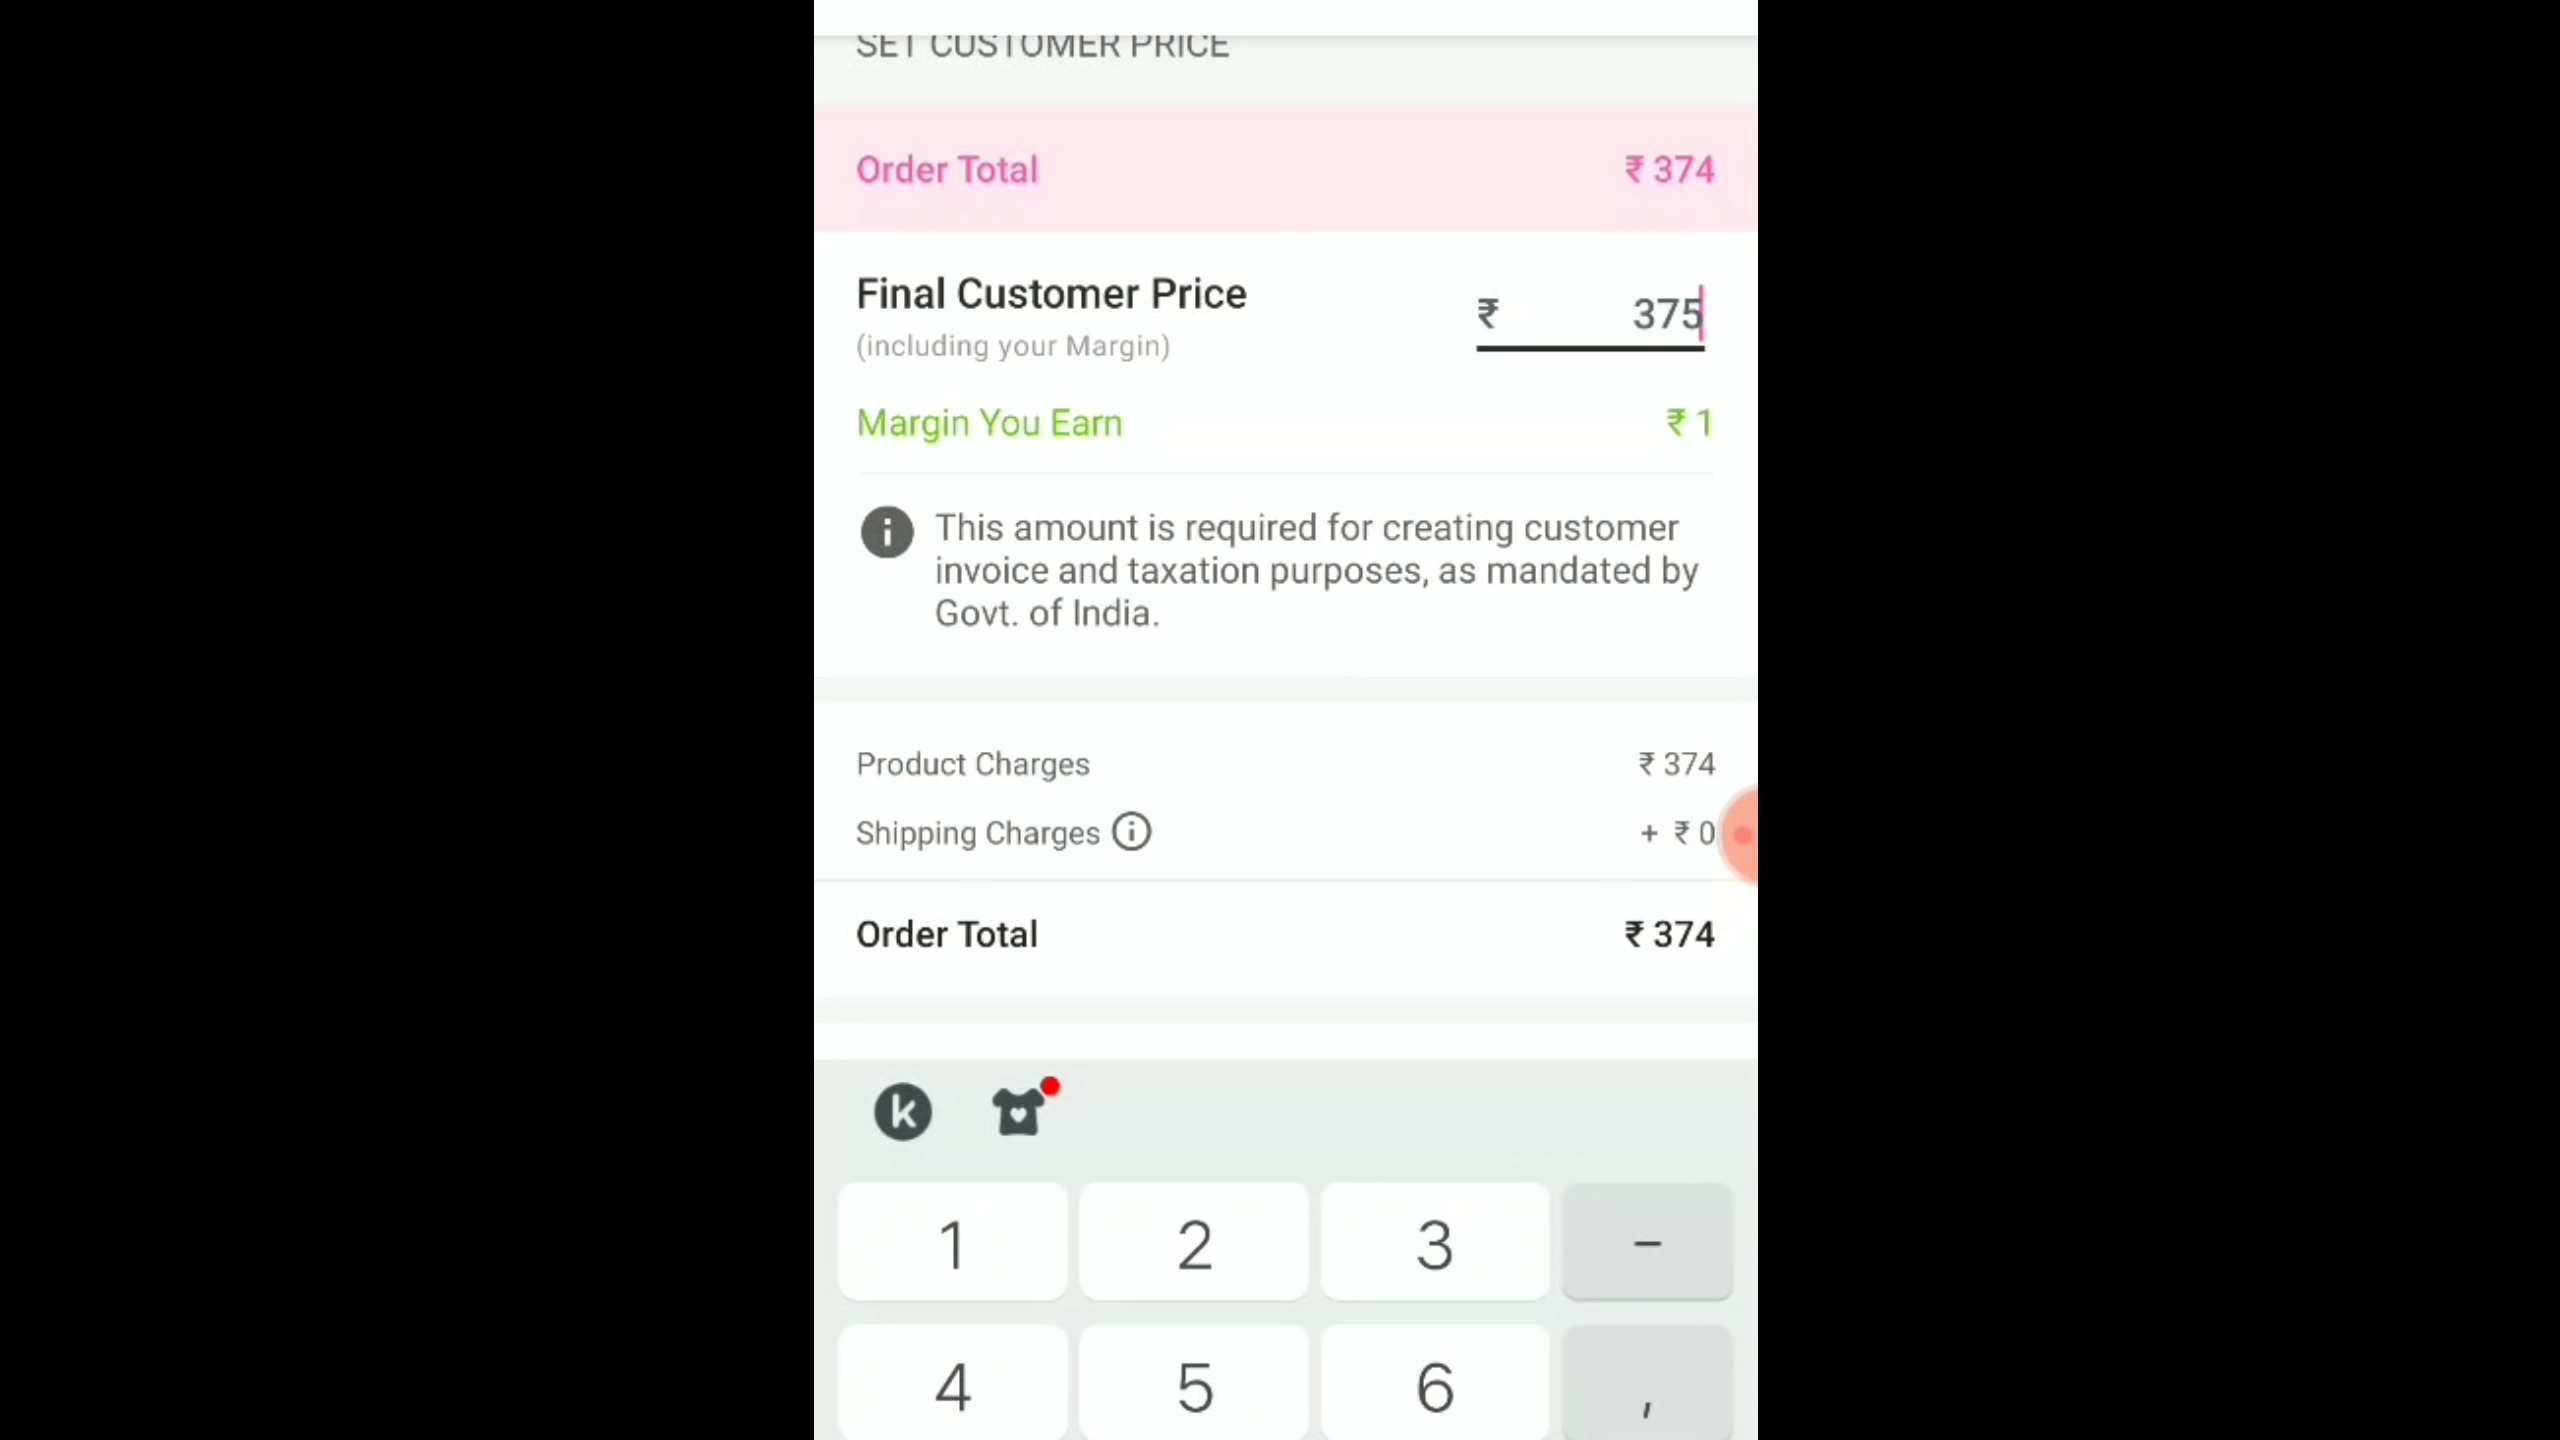 SET CUSTOMER PRICE
Order Total ₹ 374
Final Customer Price ₹ 375
(including your Margin)
Margin You Earn ₹ 1
This amount is required for creating customer
invoice and taxation purposes, as mandated by
Govt. of India.
Product Charges ₹ 374
Shipping Charges + ₹ 0
Order Total ₹ 374
k
1 2 3 –
4 5 6 ,